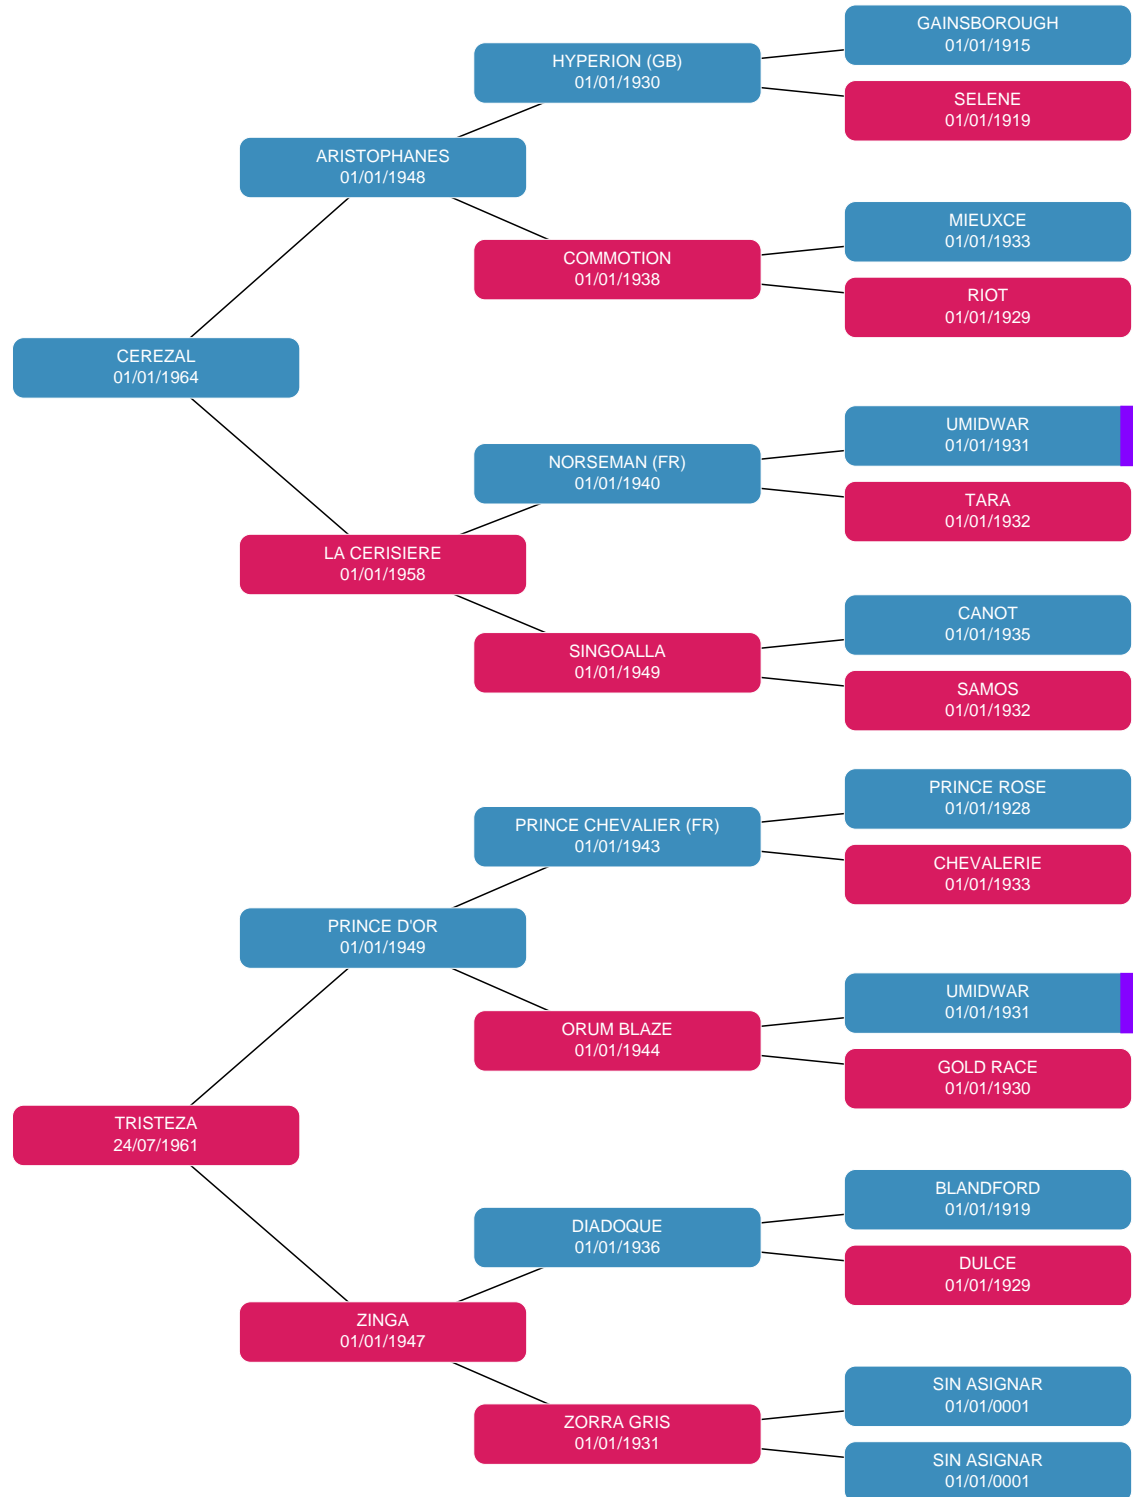 GAINSBOROUGH
01/01/1915
HYPERION (GB)
01/01/1930
SELENE
01/01/1919
ARISTOPHANES
01/01/1948
MIEUXCE
01/01/1933
COMMOTION
01/01/1938
RIOT
01/01/1929
CEREZAL
01/01/1964
UMIDWAR
01/01/1931
NORSEMAN (FR)
01/01/1940
TARA
01/01/1932
LA CERISIERE
01/01/1958
CANOT
01/01/1935
SINGOALLA
01/01/1949
SAMOS
01/01/1932
PRINCE ROSE
01/01/1928
PRINCE CHEVALIER (FR)
01/01/1943
CHEVALERIE
01/01/1933
PRINCE D'OR
01/01/1949
UMIDWAR
01/01/1931
ORUM BLAZE
01/01/1944
GOLD RACE
01/01/1930
TRISTEZA
24/07/1961
BLANDFORD
01/01/1919
DIADOQUE
01/01/1936
DULCE
01/01/1929
ZINGA
01/01/1947
SIN ASIGNAR
01/01/0001
ZORRA GRIS
01/01/1931
SIN ASIGNAR
01/01/0001